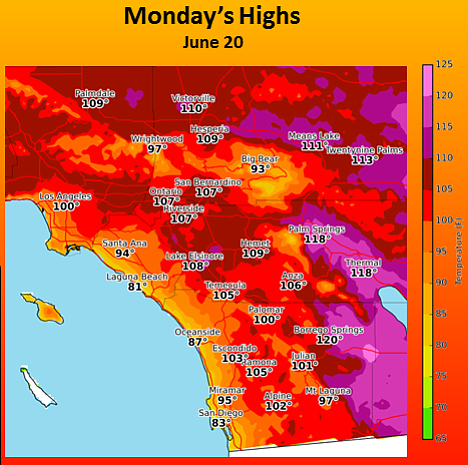 Monday's Highs
June 20
Palmdale
109°
Victorville
110°
Hesperia
109°
Wrightwood
97°
Means Lake
111°
Twentynine Palms
113°
Big Bear
93°
San Bernardino
107°
Ontario
107°
Los Angeles
100°
Riverside
107°
Palm Springs
118°
Santa Ana
94°
Hemet
109°
Lake Elsinore
108°
Thermal
118°
Laguna Beach
81°
Anza
106°
Temecula
105°
Palomar
100°
Oceanside
87°
Borrego Springs
120°
Escondido
103°
Ramona
105°
Julian
101°
Miramar
95°
Alpine
102°
Mt Laguna
97°
San Diego
83°
125
120
115
110
105
100
95
90
85
80
75
70
65
Temperature (F)